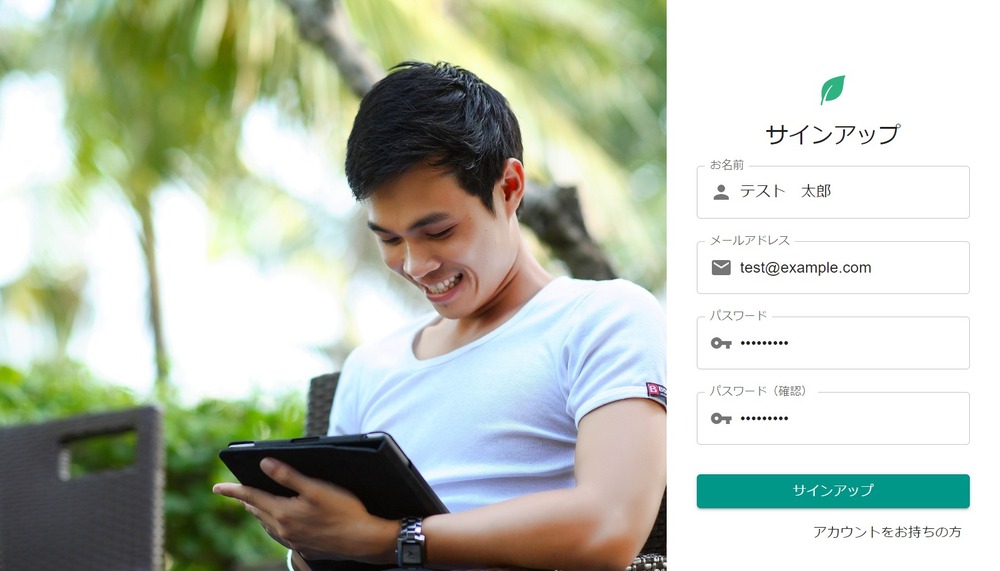 サインアップ
お名前
テスト　太郎
メールアドレス
test@example.com
パスワード
•••••••••
パスワード（確認）
•••••••••
サインアップ
アカウントをお持ちの方